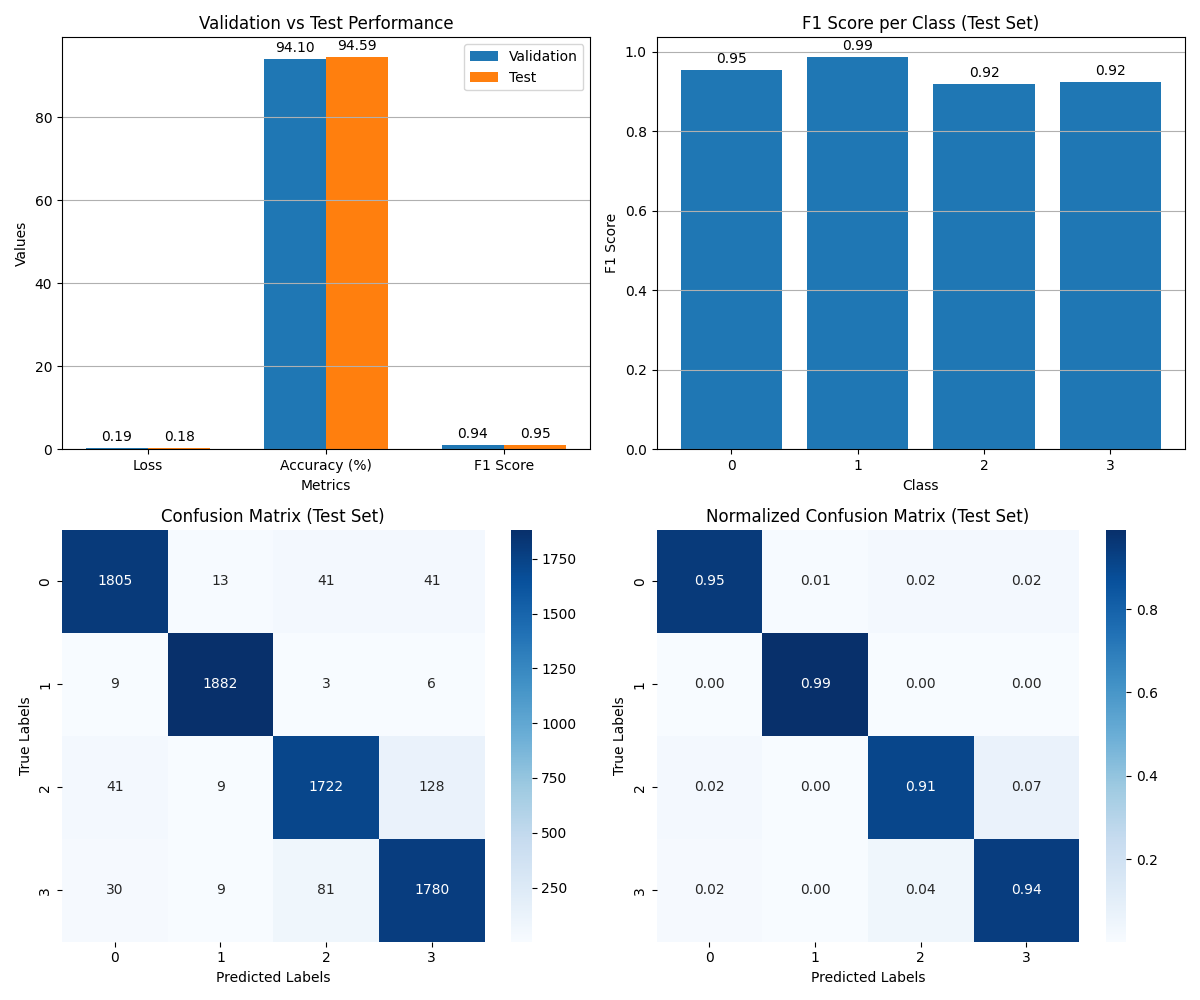 Validation vs Test Performance
94.10 94.59
Validation
Test
80
60
40
20
0
Values
0.19 0.18
0.94 0.95
Loss Accuracy (%) F1 Score
Metrics
F1 Score per Class (Test Set)
0.95 0.99 0.92 0.92
1.0
0.8
0.6
0.4
0.2
0.0
F1 Score
0 1 2 3
Class
Confusion Matrix (Test Set)
0 1805 13 41 41
1 9 1882 3 6
2 41 9 1722 128
3 30 9 81 1780
True Labels
0 1 2 3
Predicted Labels
1750
1500
1250
1000
750
500
250
Normalized Confusion Matrix (Test Set)
0 0.95 0.01 0.02 0.02
1 0.00 0.99 0.00 0.00
2 0.02 0.00 0.91 0.07
3 0.02 0.00 0.04 0.94
True Labels
0 1 2 3
Predicted Labels
0.8
0.6
0.4
0.2